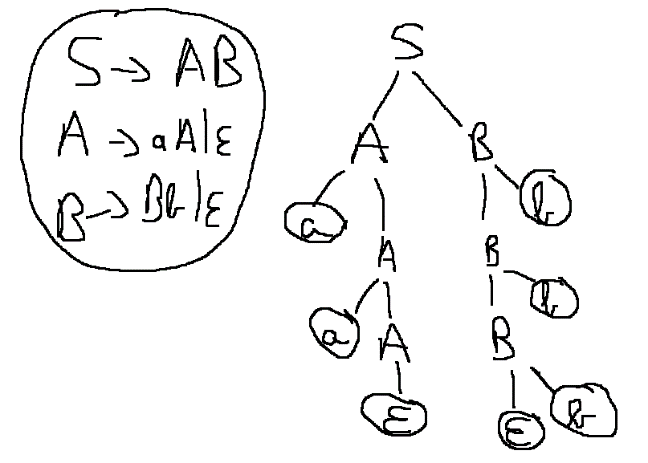 S → AB
A → aA|ε
B → Bb|ε
S
A B
a b
A B
a A B b
ε ε b